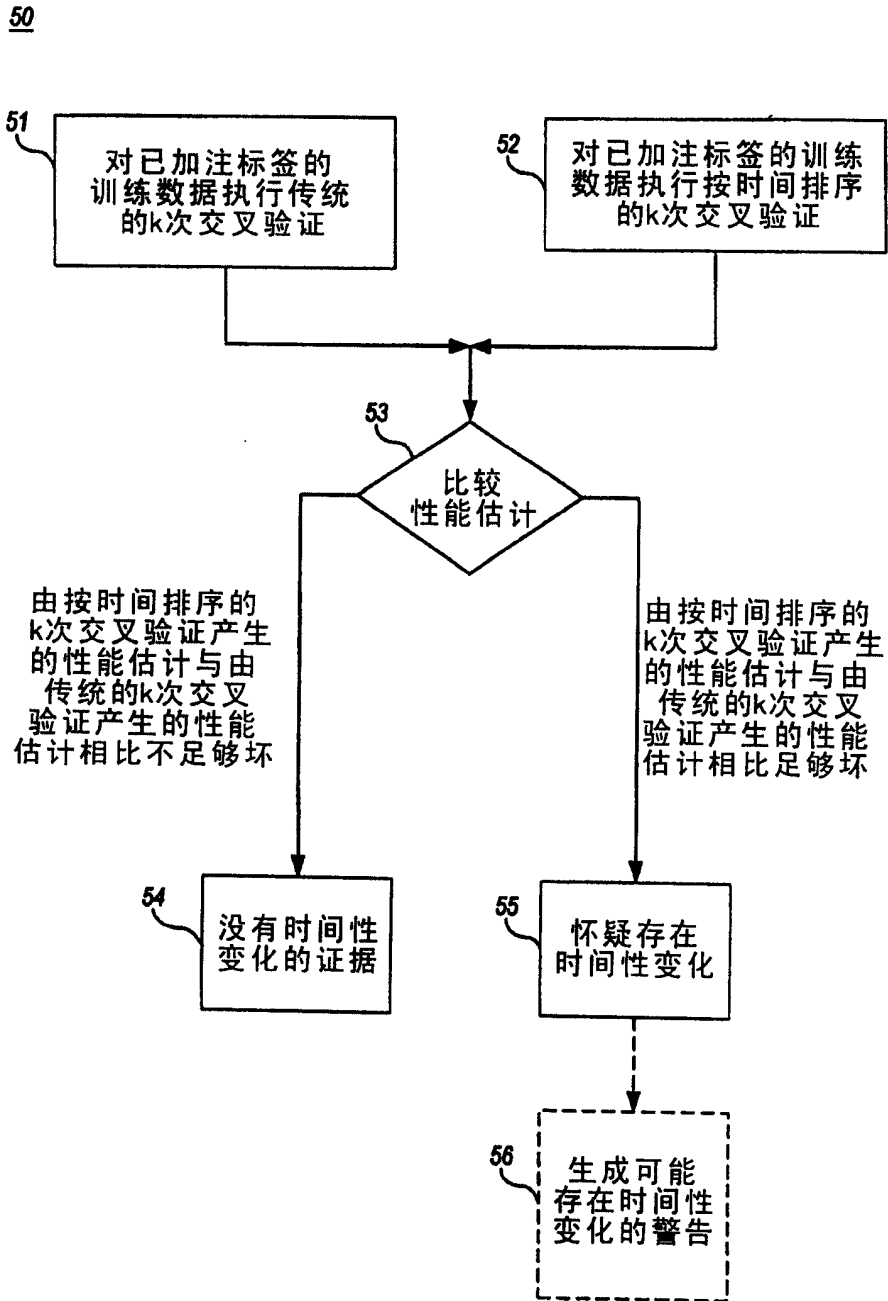 50
51
对已加注标签的
训练数据执行传统
的k次交叉验证
52
对已加注标签的训练
数据执行按时间排序
的k次交叉验证
53
比较
性能估计
由按时间排序的
k次交叉验证产生
的性能估计与由
传统的k次交叉
验证产生的性能
估计相比不足够坏
由按时间排序的
k次交叉验证产生
的性能估计与由
传统的k次交叉
验证产生的性能
估计相比足够坏
54
没有时间性
变化的证据
55
怀疑存在
时间性变化
56
生成可能
存在时间性
变化的警告